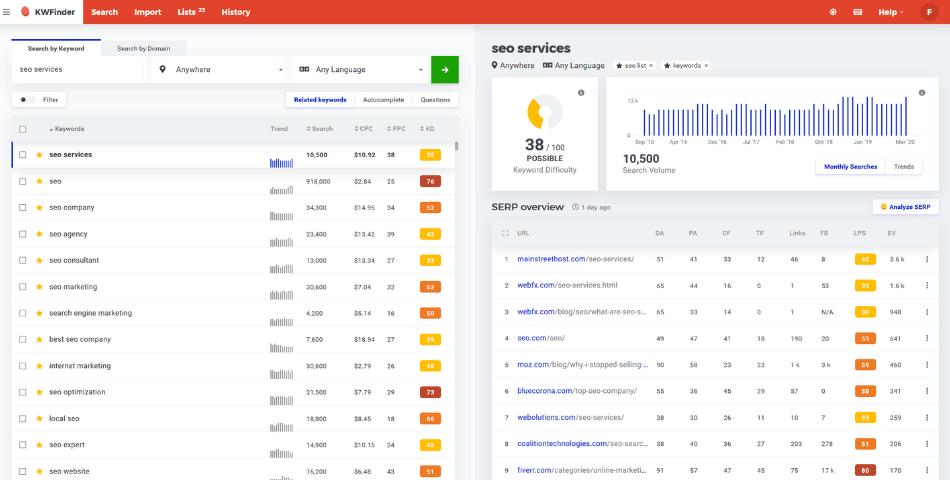 KWFinder Search Import Lists 23 History Help F
Search by Keyword Search by Domain
seo services Anywhere Any Language
Filter Related keywords Autocomplete Questions
Keywords Trend Search CPC PPC KD
seo services 10,500 $10.92 38 38
seo 918,000 $2.84 25 76
seo company 34,300 $14.95 34 52
seo agency 23,400 $13.42 39 43
seo consultant 13,000 $13.34 27 33
seo marketing 30,600 $7.04 32 52
search engine marketing 4,200 $5.14 16 50
best seo company 7,600 $18.94 27 39
internet marketing 30,600 $2.79 26 48
seo optimization 21,500 $7.79 29 73
local seo 18,800 $8.45 18 66
seo expert 14,900 $10.15 24 48
seo website 16,200 $6.48 43 51
seo services
Anywhere Any Language seo list × keywords ×
38 / 100
POSSIBLE
Keyword Difficulty
13 k
0
Sep '15 Apr '16 Dec '16 Jul '17 Feb '18 Oct '18 Jun '19 Mar '20
10,500
Search Volume
Monthly Searches Trends
SERP overview 1 day ago Analyze SERP
URL DA PA CF TF Links FB LPS EV
1 mainstreethost.com/seo-services/ 51 41 33 12 46 8 45 3.6 k
2 webfx.com/seo-services.html 65 44 16 0 1 53 35 1.6 k
3 webfx.com/blog/seo/what-are-seo-s... 65 33 14 0 1 N/A 30 948
4 seo.com/seo/ 49 47 41 18 190 20 53 641
5 moz.com/blog/why-i-stopped-selling-... 90 58 23 23 1 k 3 k 59 460
6 bluecorona.com/top-seo-company/ 55 36 45 29 57 0 58 341
7 webolutions.com/seo-services/ 38 30 26 11 10 7 35 259
8 coalitiontechnologies.com/seo-searc... 38 40 36 27 203 278 51 206
9 fiverr.com/categories/online-marketi... 91 57 47 45 75 17 k 80 170